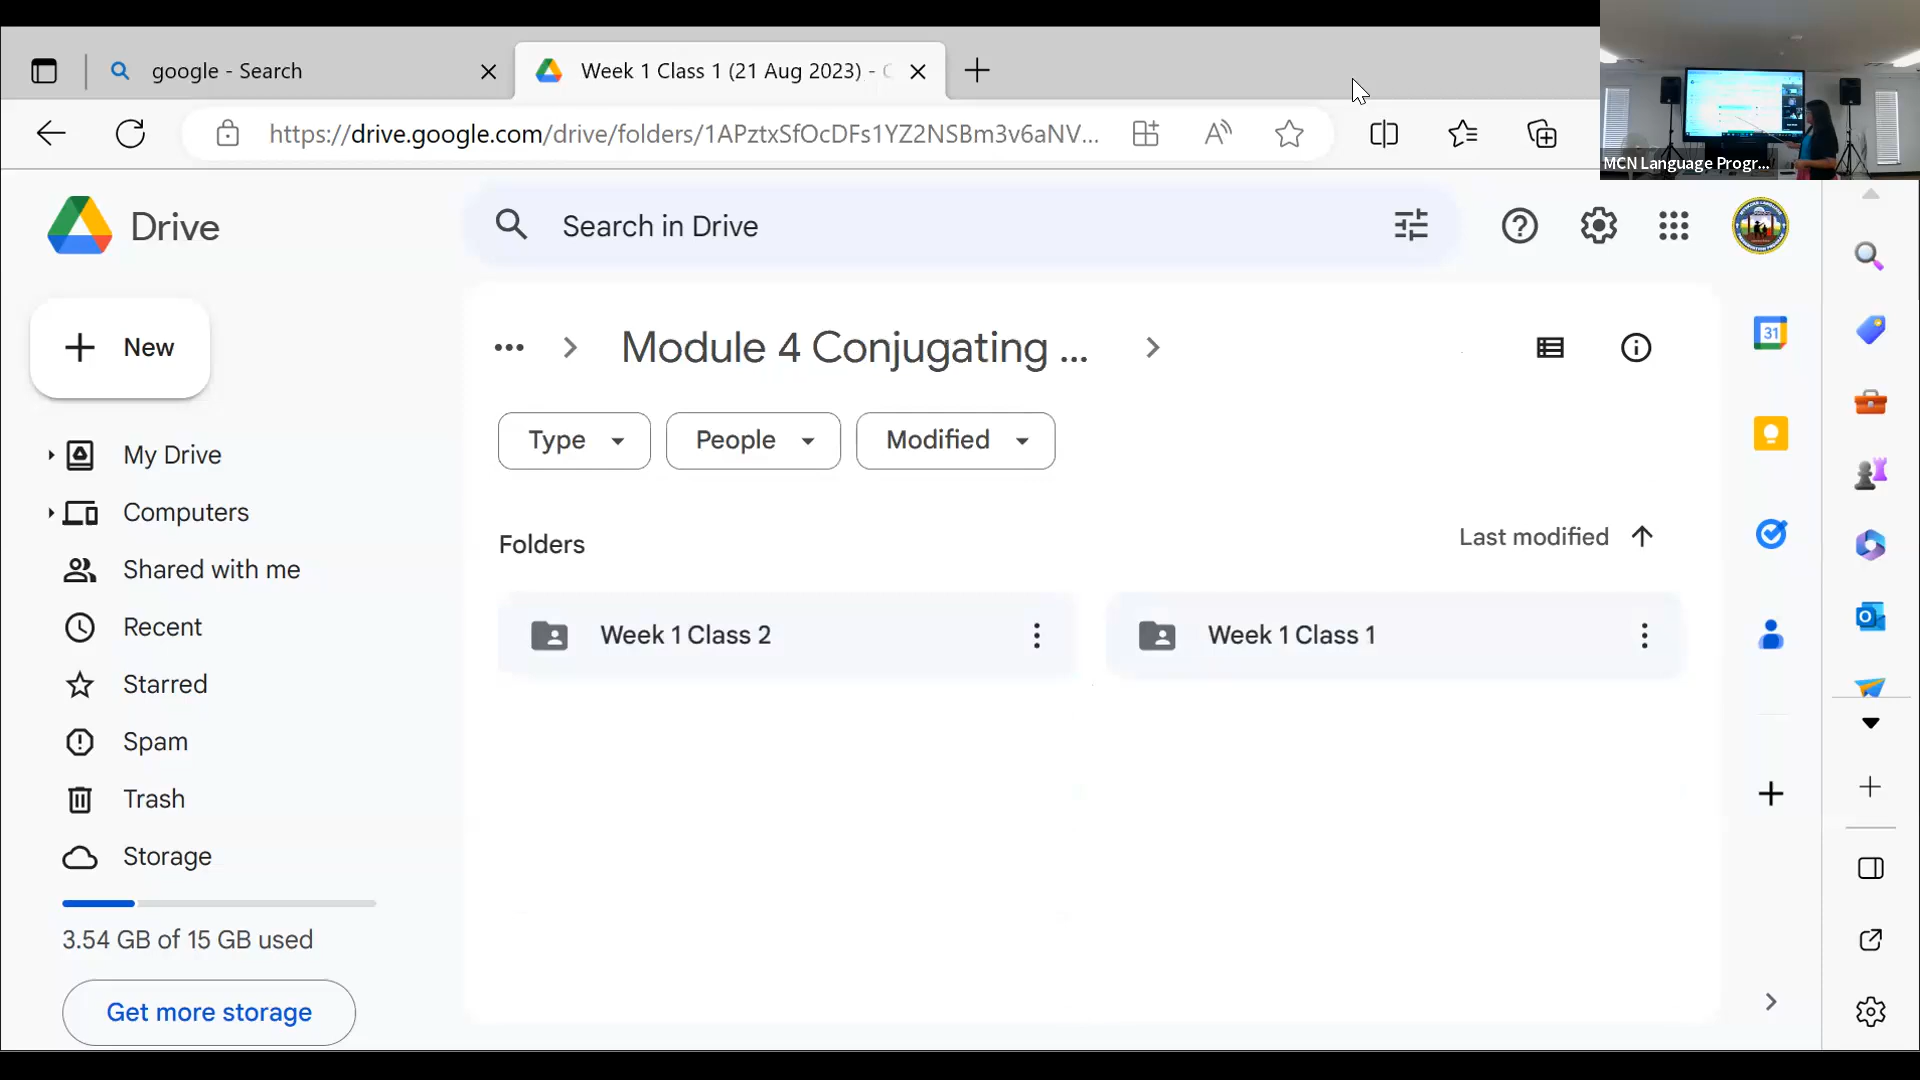 google - Search
Week 1 Class 1 (21 Aug 2023) -
https://drive.google.com/drive/folders/1APztxSfOcDFs1YZ2NSBm3v6aNV...
MCN Language Progr...
Drive
Search in Drive
New
Module 4 Conjugating ...
31
Type
People
Modified
My Drive
Computers
Folders
Last modified
Shared with me
Week 1 Class 2
Week 1 Class 1
Recent
Starred
Spam
Trash
Storage
3.54 GB of 15 GB used
Get more storage